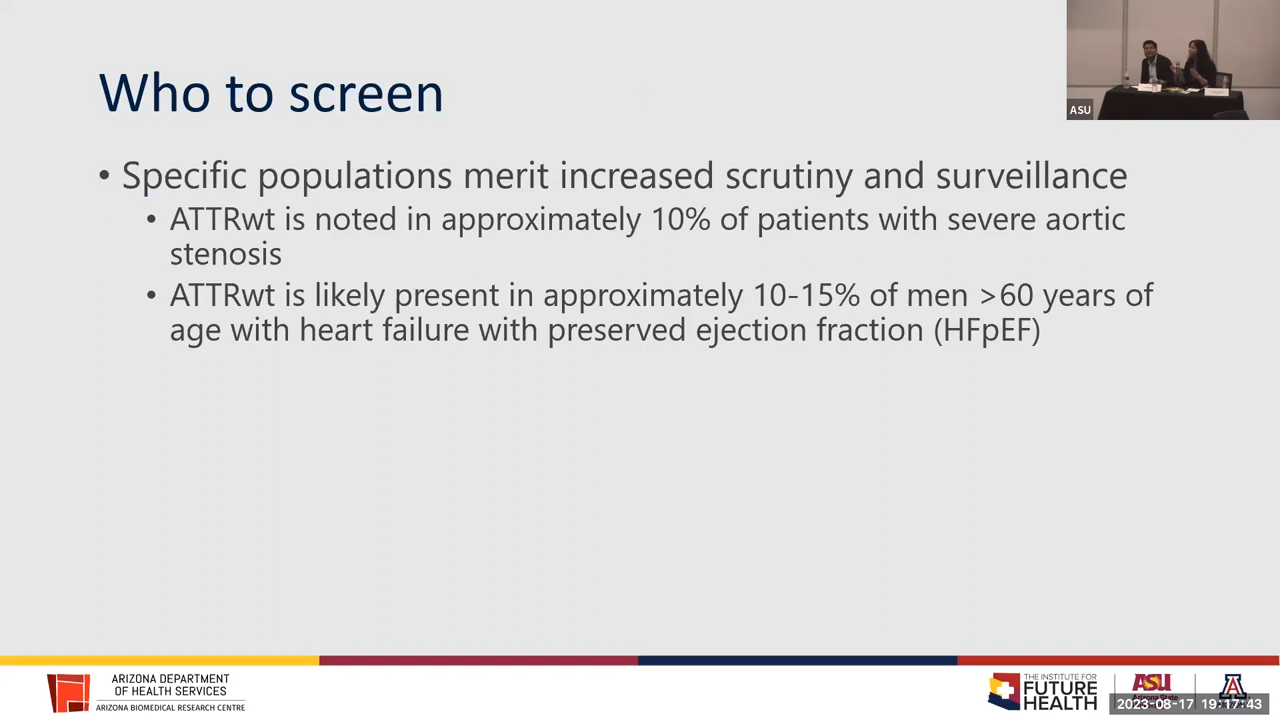 Who to screen
ASU
• Specific populations merit increased scrutiny and surveillance
• ATTRwt is noted in approximately 10% of patients with severe aortic
stenosis
• ATTRwt is likely present in approximately 10-15% of men >60 years of
age with heart failure with preserved ejection fraction (HFpEF)
ARIZONA DEPARTMENT
OF HEALTH SERVICES
ARIZONA BIOMEDICAL RESEARCH CENTRE
THE INSTITUTE FOR
FUTURE
HEALTH
ASU
Arizona State
A
2023-08-17 19:17:43